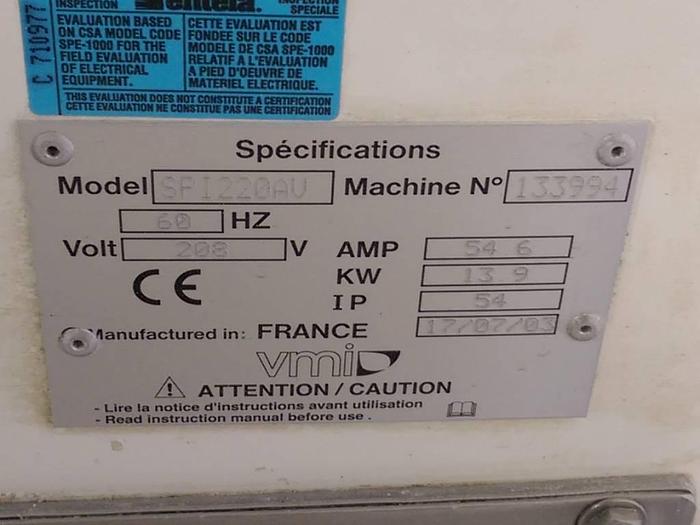 INSPECTION entela INSPECTION
SPÉCIALE
C 710977
EVALUATION BASED
ON CSA MODEL CODE
SPE-1000 FOR THE
FIELD EVALUATION
OF ELECTRICAL
EQUIPMENT.
CETTE EVALUATION EST
FONDEE SUR LE CODE
MODELE DE CSA SPE-1000
RELATIF A L'EVALUATION
A PIED D'OEUVRE DE
MATERIEL ELECTRIQUE.
THIS EVALUATION DOES NOT CONSTITUTE A CERTIFICATION
CETTE EVALUATION NE CONSTITUE PAS UNE CERTIFICATION
Spécifications
Model SPI220AV Machine N° 133994
60 HZ
Volt 208 V AMP 54 6
KW 13 9
CE
IP 54
17/07/03
Manufactured in: FRANCE
vmi
ATTENTION / CAUTION
- Lire la notice d'instructions avant utilisation
- Read instruction manual before use .